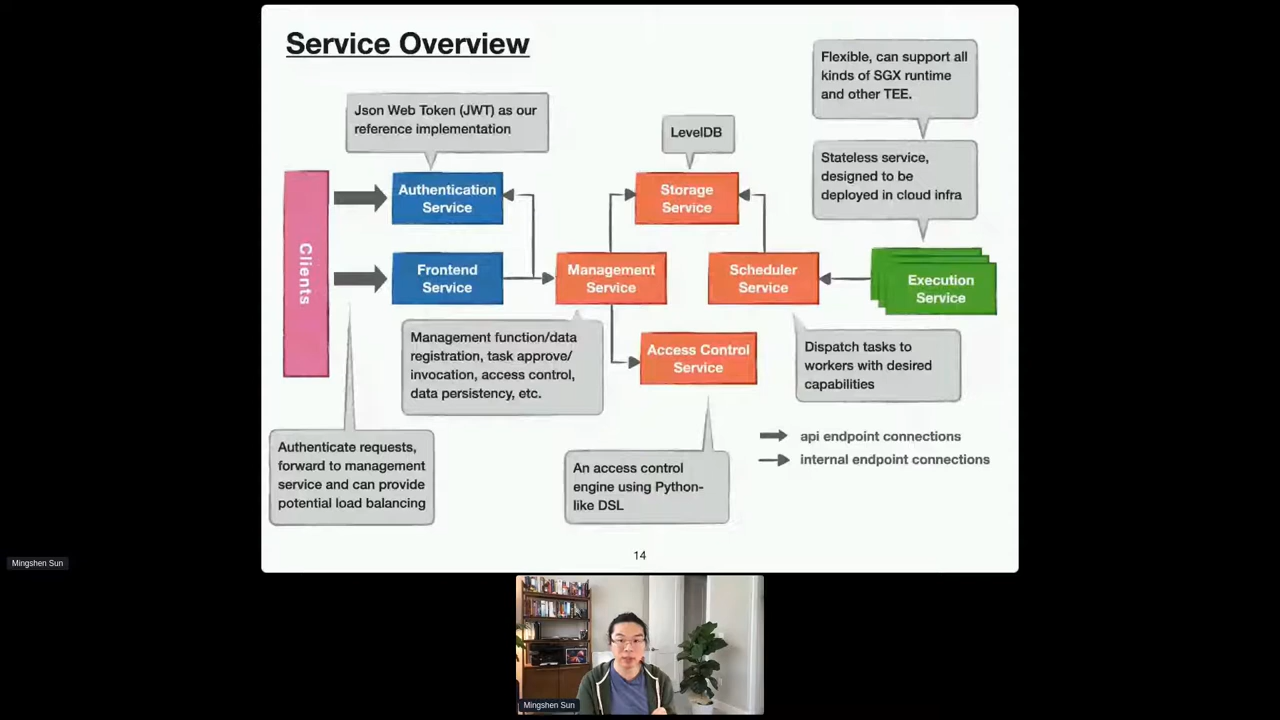 Service Overview
Flexible, can support all
kinds of SGX runtime
and other TEE.
Json Web Token (JWT) as our
reference implementation
LevelDB
Stateless service,
designed to be
deployed in cloud infra
Clients
Authentication
Service
Storage
Service
Frontend
Service
Management
Service
Scheduler
Service
Execution
Service
Management function/data
registration, task approve/
invocation, access control,
data persistency, etc.
Access Control
Service
Dispatch tasks to
workers with desired
capabilities
Authenticate requests,
forward to management
service and can provide
potential load balancing
An access control
engine using Python-
like DSL
api endpoint connections
internal endpoint connections
14
Mingshen Sun
Mingshen Sun